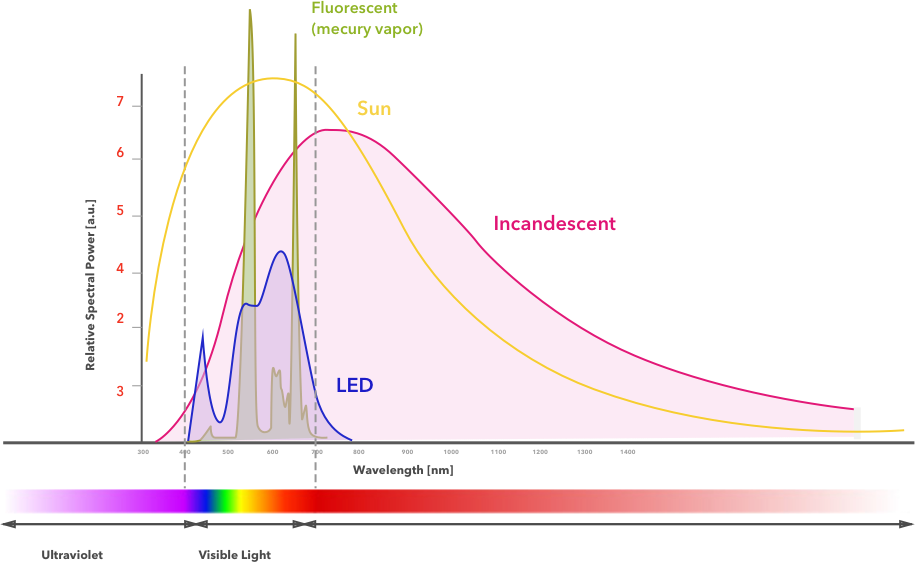 Fluorescent
(mecury vapor)
Sun
7
6
5
4
2
3
Relative Spectral Power [a.u.]
Incandescent
LED
300 400 500 600 700 800 900 1000 1100 1200 1300 1400
Wavelength [nm]
Ultraviolet
Visible Light